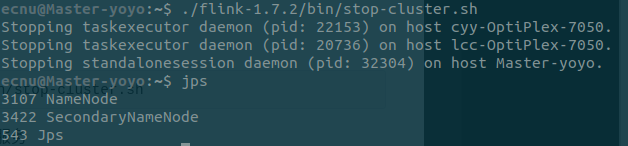 ecnu@Master-yoyo:~$ ./flink-1.7.2/bin/stop-cluster.sh
Stopping taskexecutor daemon (pid: 22153) on host cyy-OptiPlex-7050.
Stopping taskexecutor daemon (pid: 20736) on host lcc-OptiPlex-7050.
Stopping standalonesession daemon (pid: 32304) on host Master-yoyo.
ecnu@Master-yoyo:~$ jps
3107 NameNode
3422 SecondaryNameNode
543 Jps